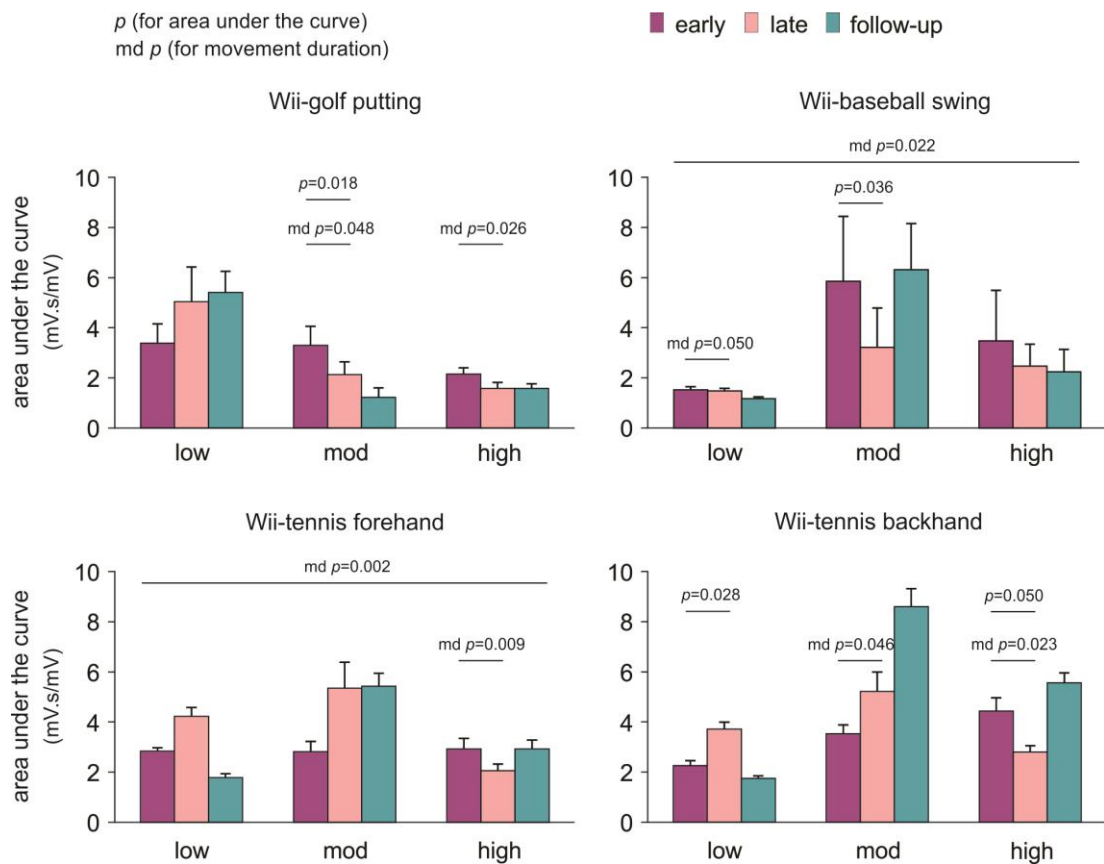 p (for area under the curve)
md p (for movement duration)
early late follow-up
Wii-golf putting
area under the curve
(mV.s/mV)
10
8
6
4
2
0
p=0.018
md p=0.048
md p=0.026
low mod high
Wii-baseball swing
10
8
6
4
2
0
md p=0.022
p=0.036
md p=0.050
low mod high
Wii-tennis forehand
area under the curve
(mV.s/mV)
10
8
6
4
2
0
md p=0.002
md p=0.009
low mod high
Wii-tennis backhand
10
8
6
4
2
0
p=0.028
p=0.050
md p=0.046
md p=0.023
low mod high